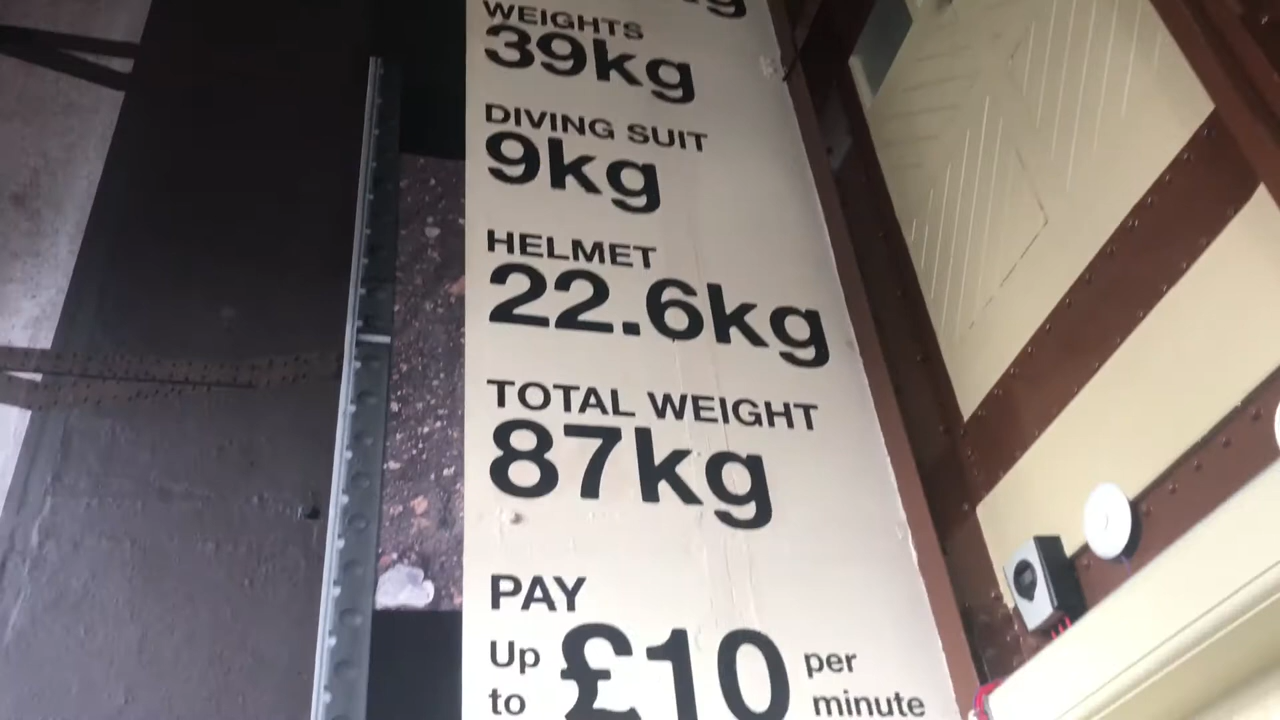 WEIGHTS
39kg
DIVING SUIT
9kg
HELMET
22.6kg
TOTAL WEIGHT
87kg
PAY
Up to £10 per minute